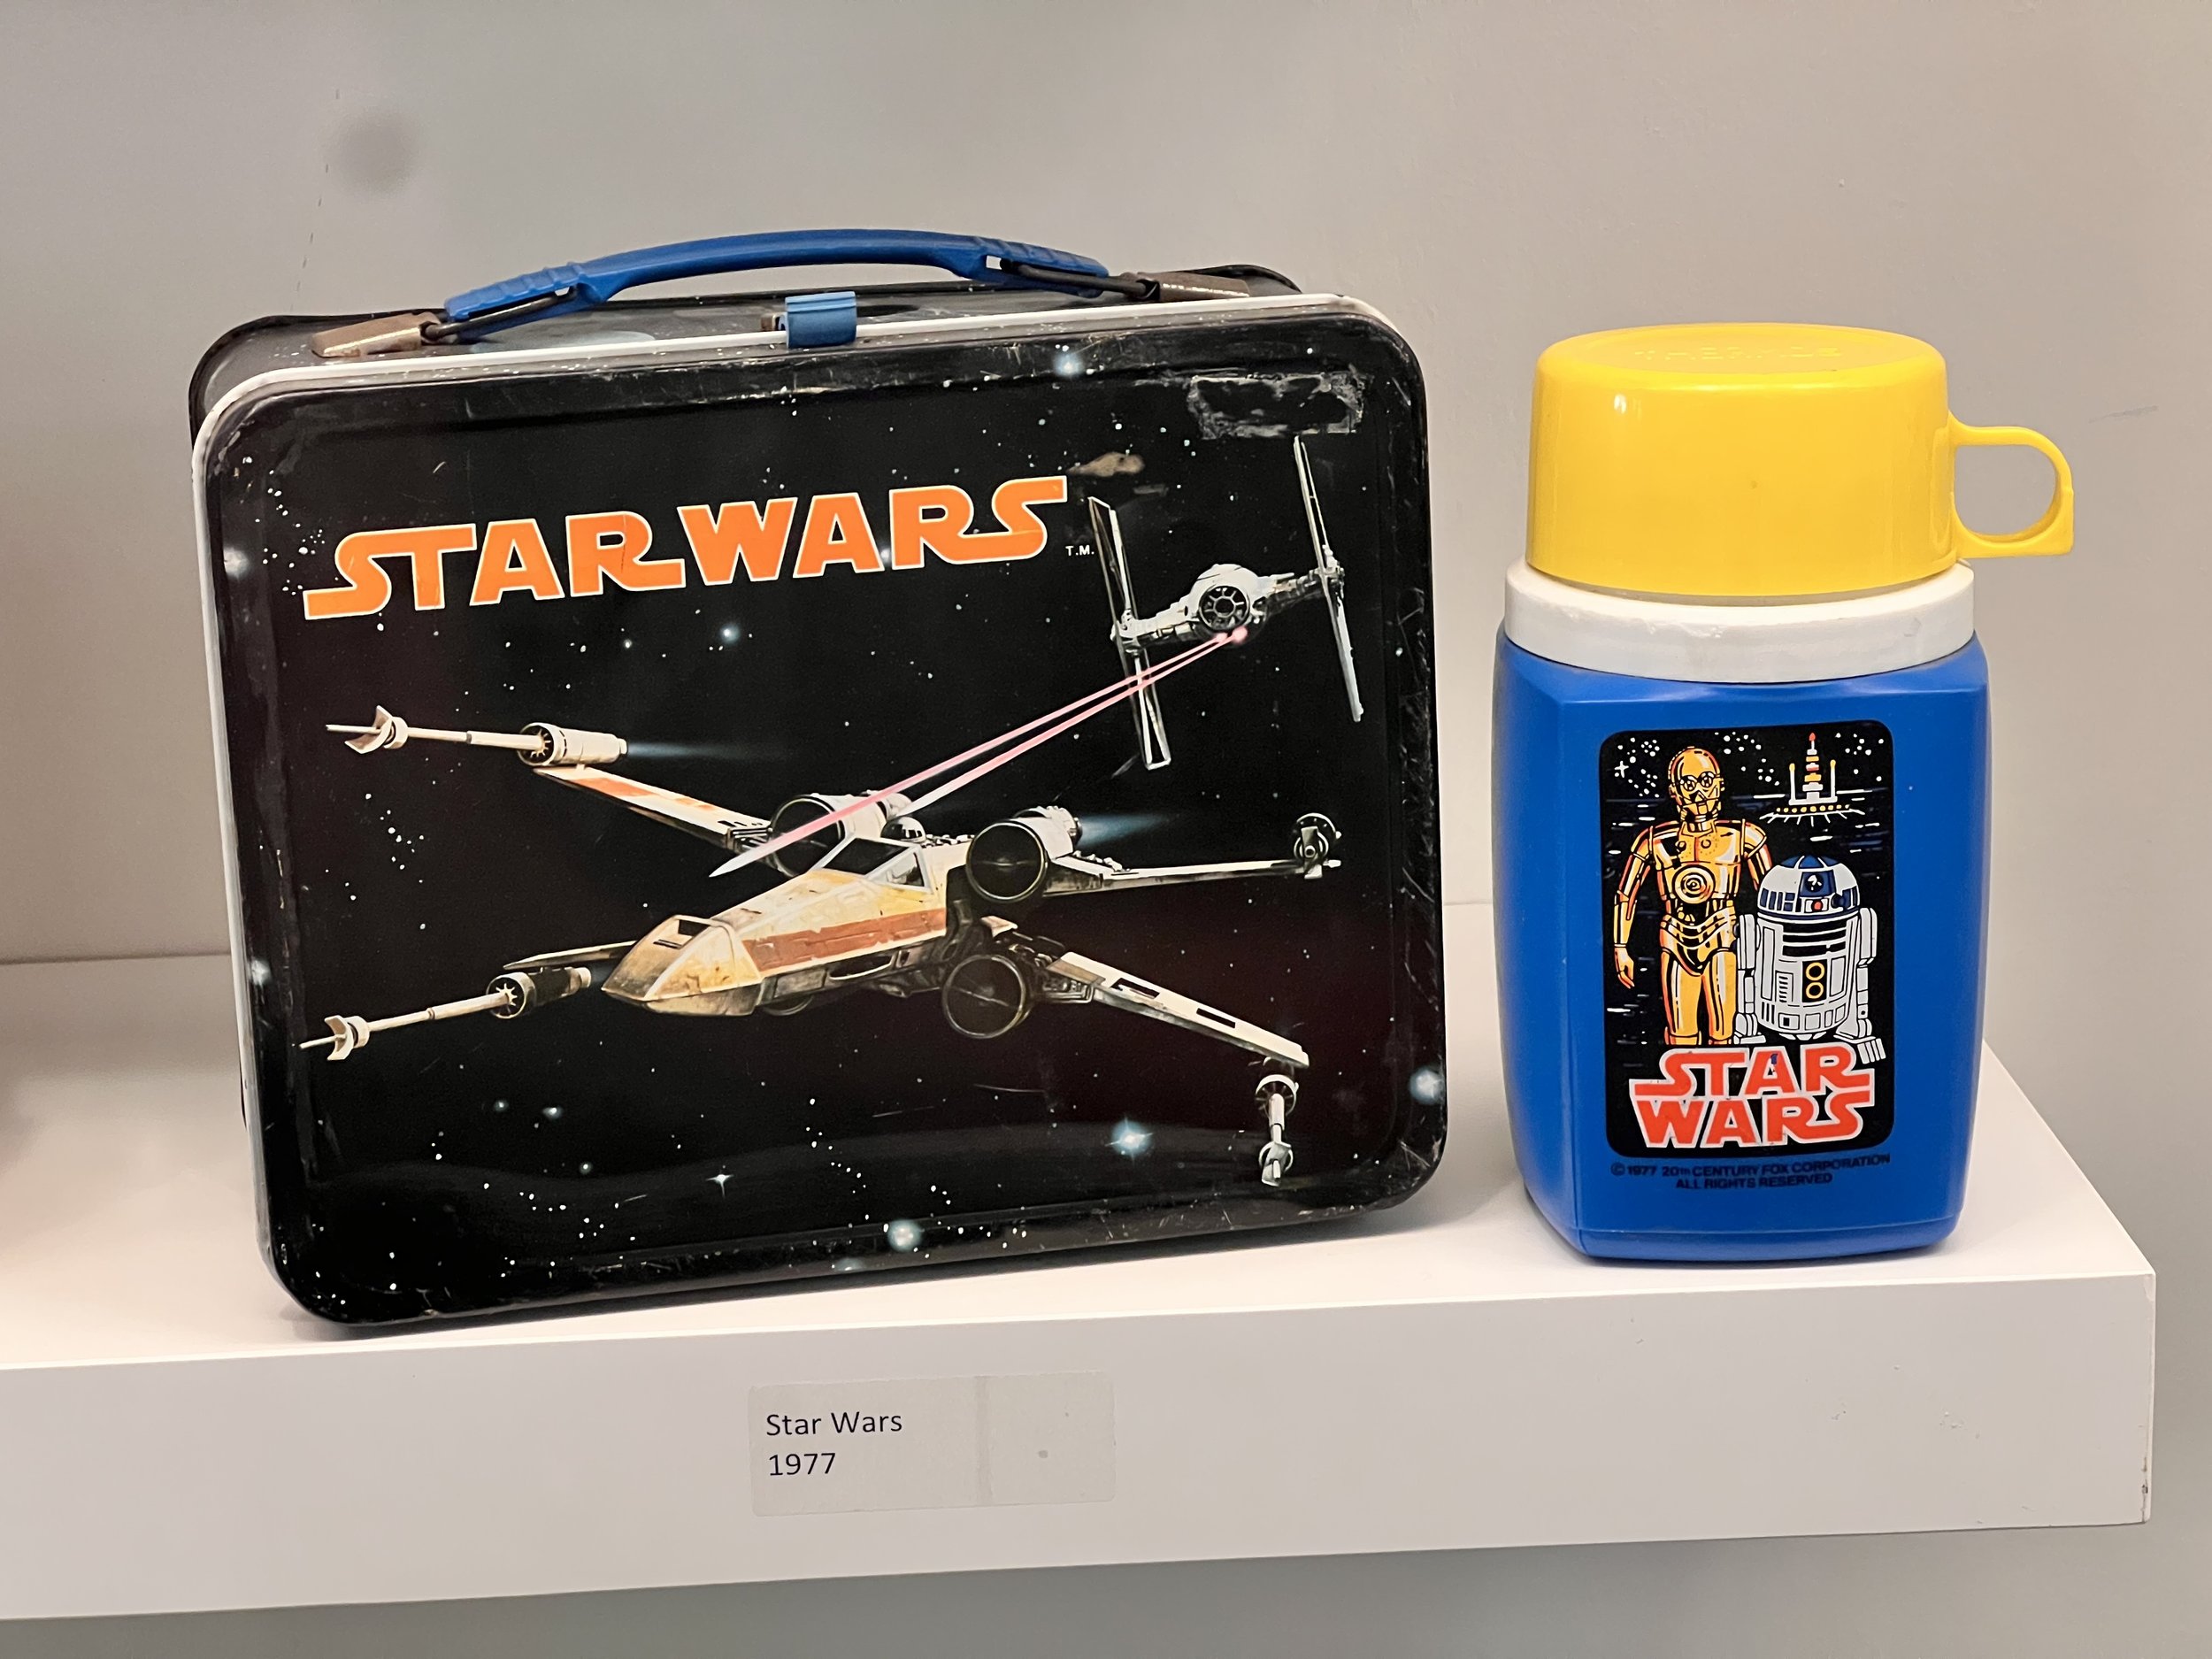 STAR WARS
T.M.
STAR
WARS
© 1977 20th CENTURY FOX CORPORATION
ALL RIGHTS RESERVED
Star Wars
1977